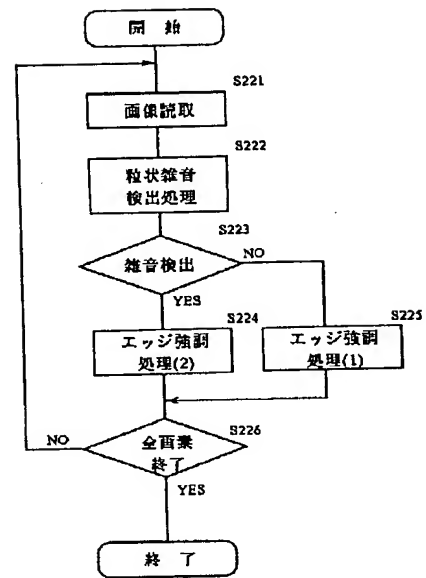 開 始
S221
画像読取
S222
粒状雑音
検出処理
S223
雑音検出
NO
YES
S224
エッジ強調
処理(2)
S225
エッジ強調
処理(1)
S226
全画素
終了
NO
YES
終 了